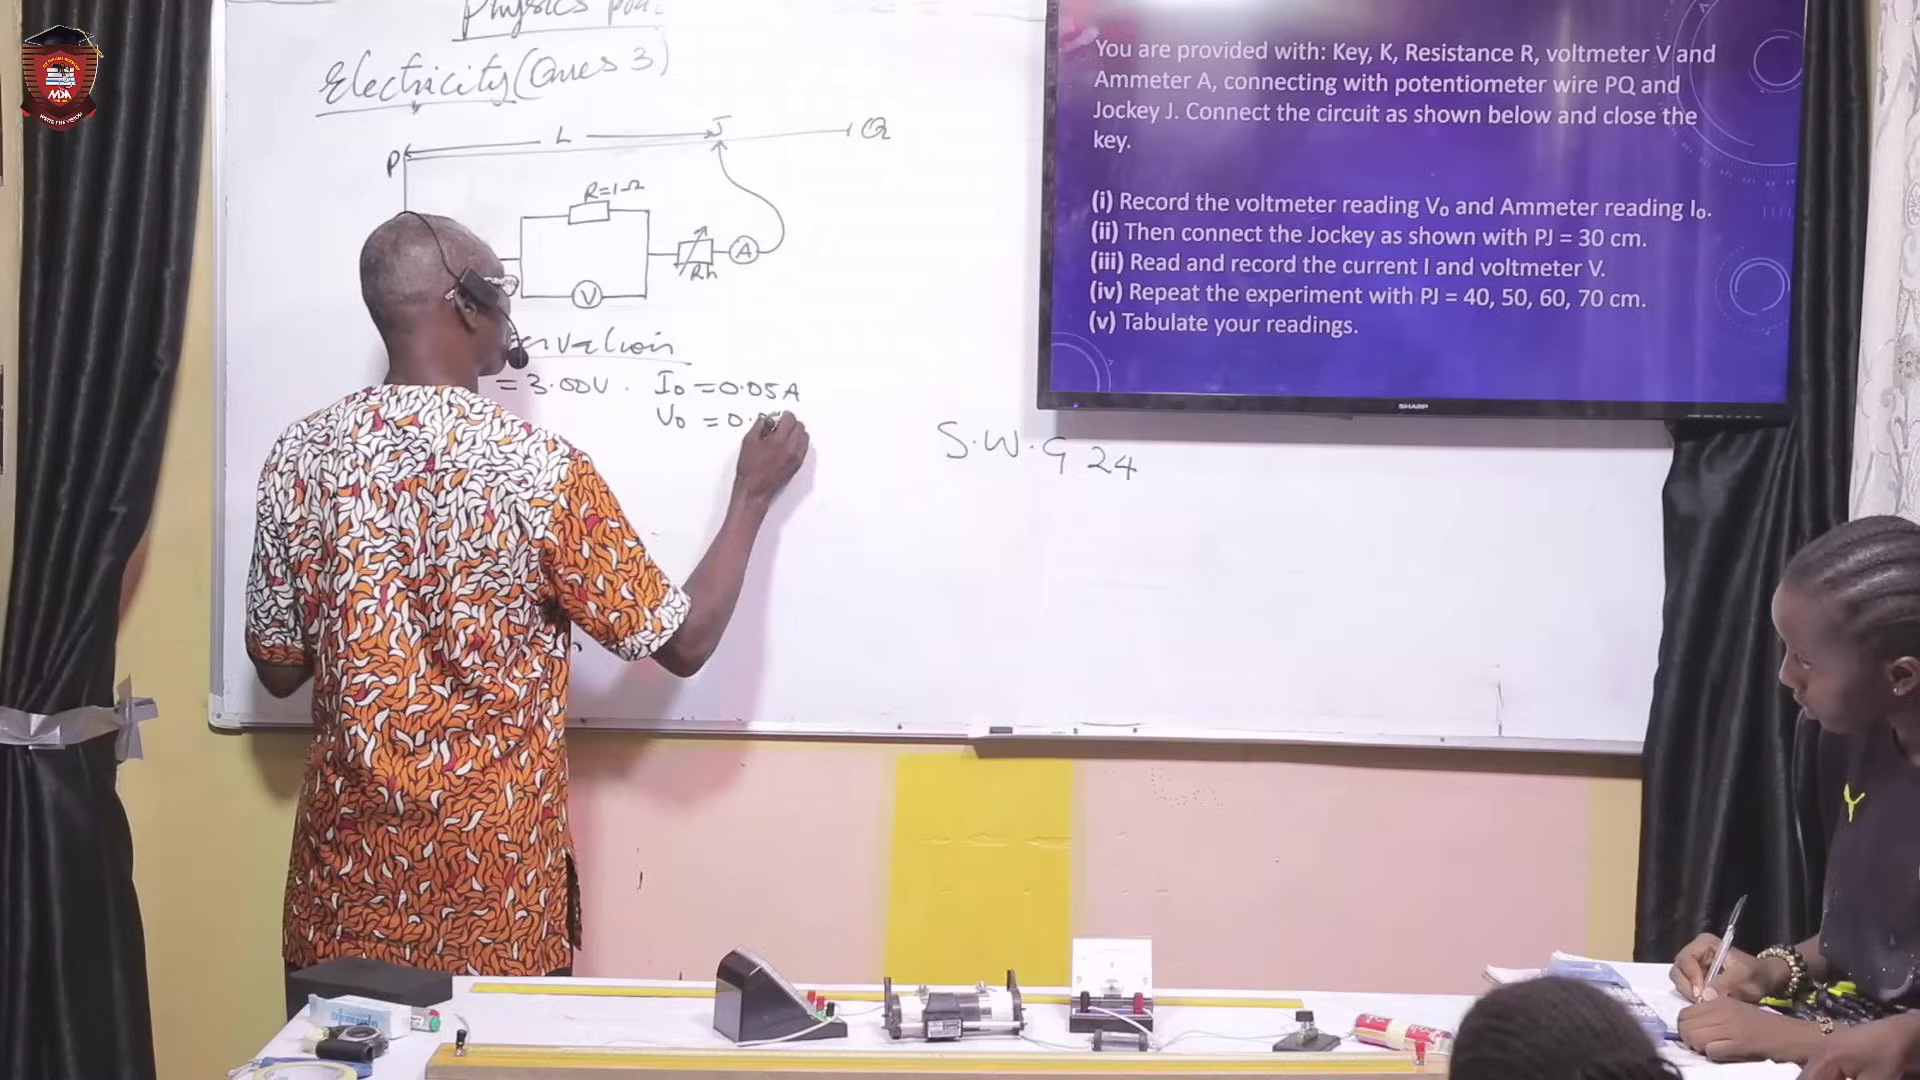 Physics
Electricity (Ques 3)
P
L
J
Q
R=1Ω
A
Rh
V
= 3.00V. I₀ = 0.05A
V₀ = 0.
S.W.G 24
You are provided with: Key, K, Resistance R, voltmeter V and
Ammeter A, connecting with potentiometer wire PQ and
Jockey J. Connect the circuit as shown below and close the
key.
(i) Record the voltmeter reading V₀ and Ammeter reading I₀.
(ii) Then connect the Jockey as shown with PJ = 30 cm.
(iii) Read and record the current I and voltmeter V.
(iv) Repeat the experiment with PJ = 40, 50, 60, 70 cm.
(v) Tabulate your readings.
SHARP
MDA
V